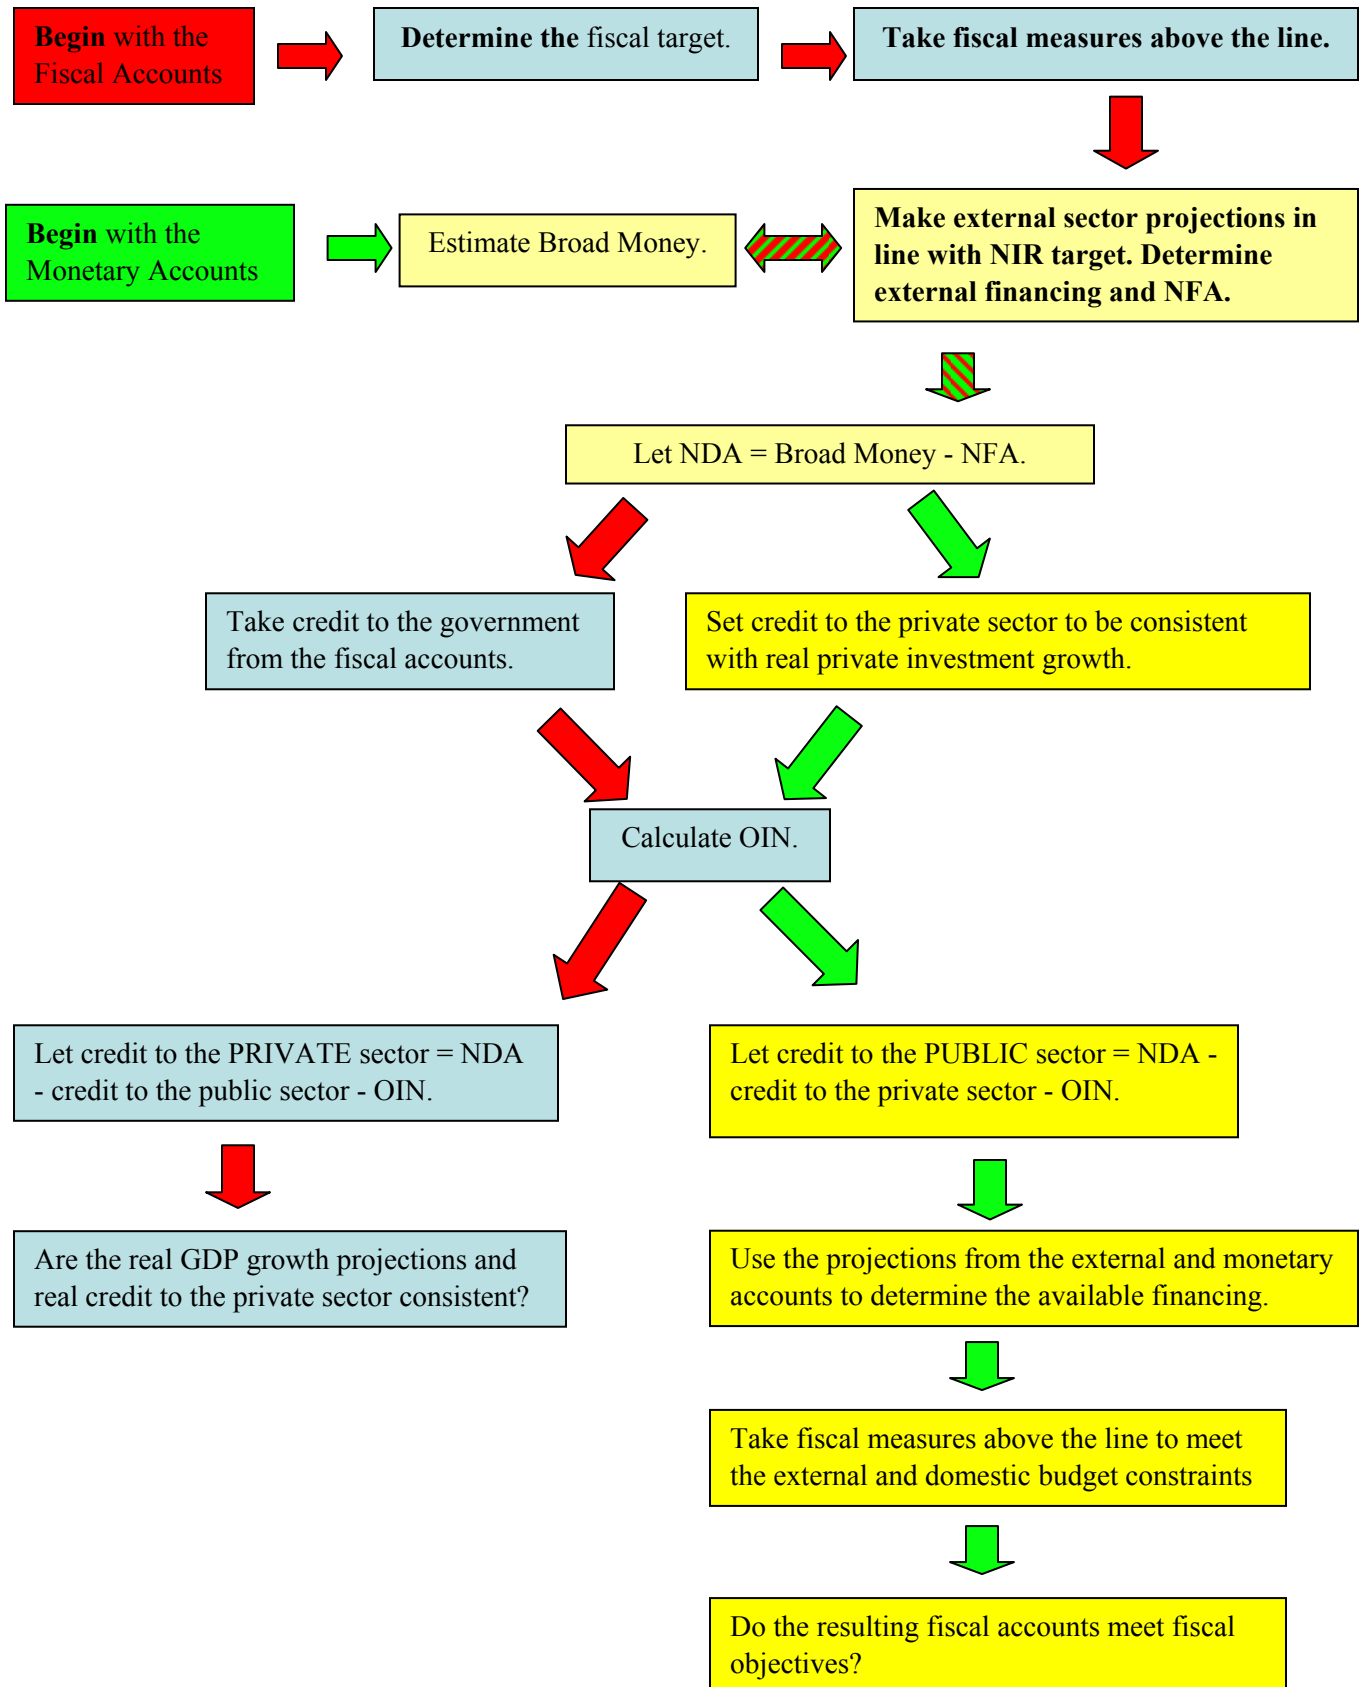 Begin with the
Fiscal Accounts
Determine the fiscal target.
Take fiscal measures above the line.
Begin with the
Monetary Accounts
Estimate Broad Money.
Make external sector projections in
line with NIR target. Determine
external financing and NFA.
Let NDA = Broad Money - NFA.
Take credit to the government
from the fiscal accounts.
Set credit to the private sector to be consistent
with real private investment growth.
Calculate OIN.
Let credit to the PRIVATE sector = NDA
- credit to the public sector - OIN.
Let credit to the PUBLIC sector = NDA -
credit to the private sector - OIN.
Are the real GDP growth projections and
real credit to the private sector consistent?
Use the projections from the external and monetary
accounts to determine the available financing.
Take fiscal measures above the line to meet
the external and domestic budget constraints
Do the resulting fiscal accounts meet fiscal
objectives?